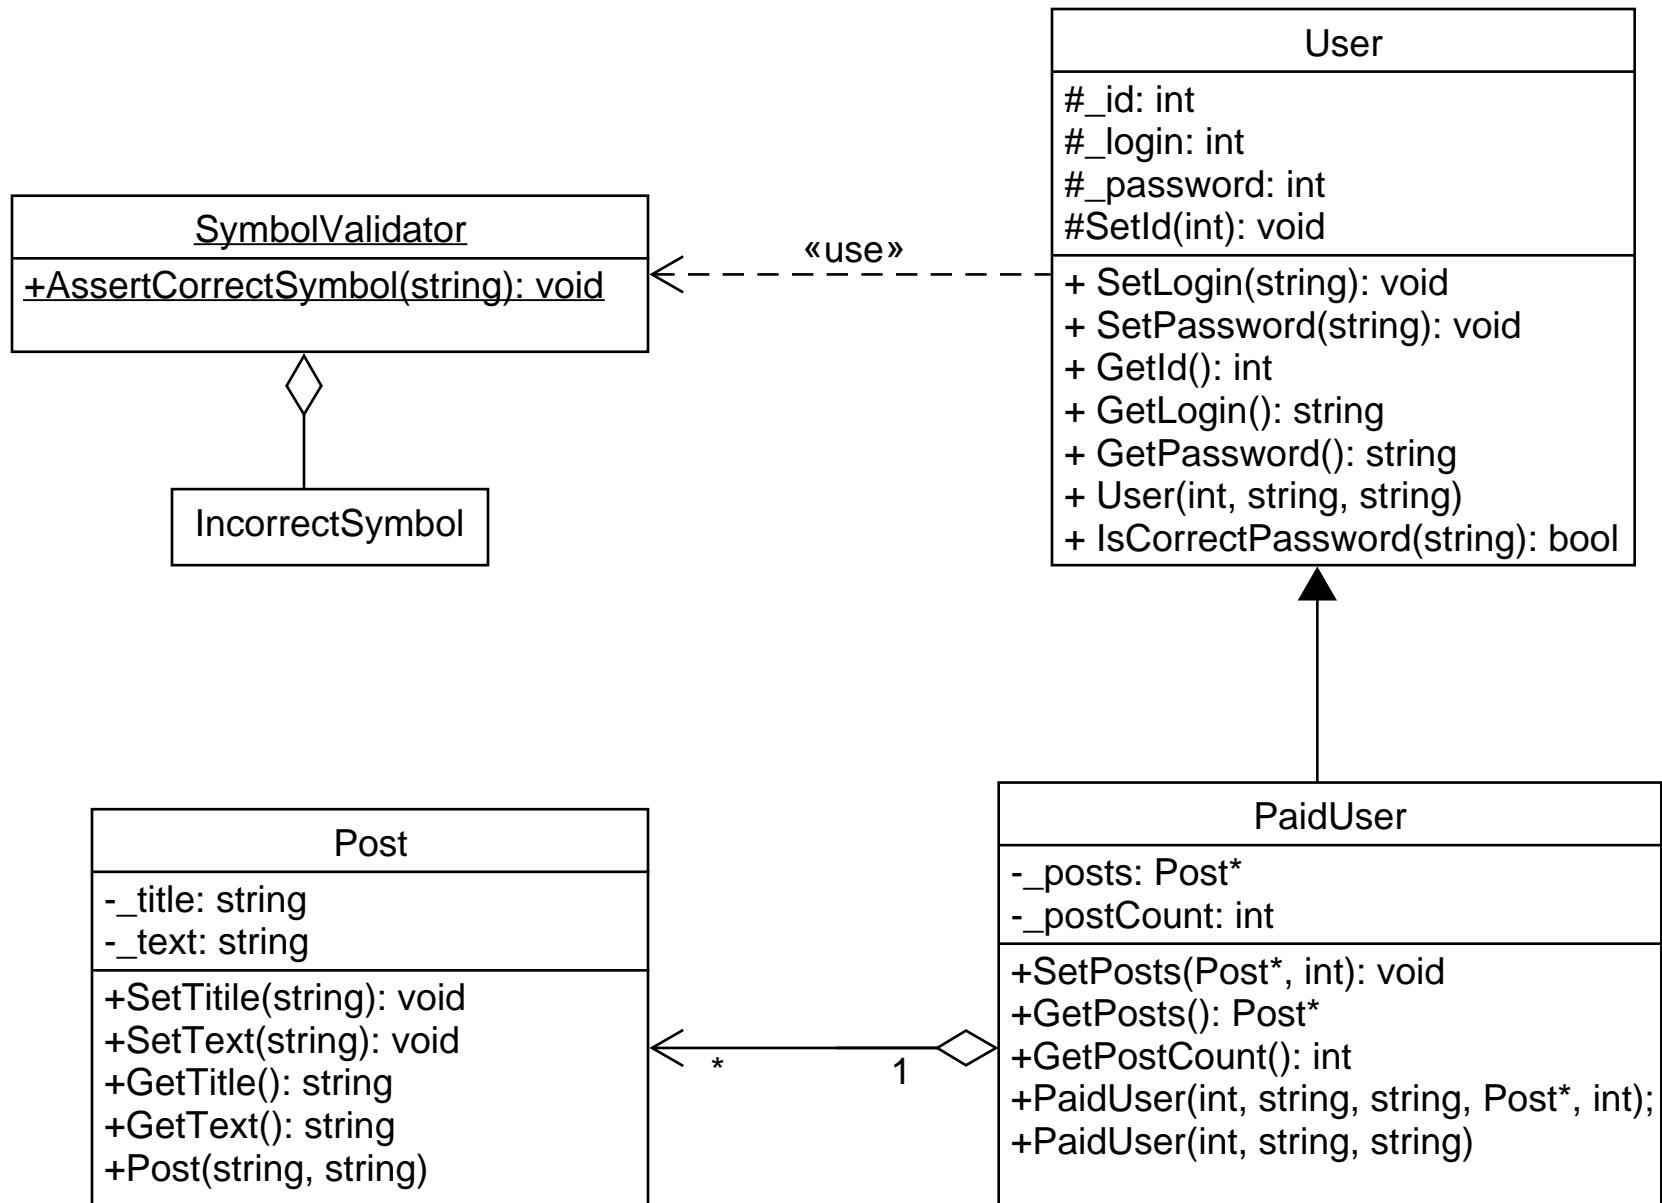 User
#_id: int
#_login: int
#_password: int
#SetId(int): void
+ SetLogin(string): void
+ SetPassword(string): void
+ GetId(): int
+ GetLogin(): string
+ GetPassword(): string
+ User(int, string, string)
+ IsCorrectPassword(string): bool
SymbolValidator
+AssertCorrectSymbol(string): void
«use»
IncorrectSymbol
Post
-_title: string
-_text: string
+SetTitile(string): void
+SetText(string): void
+GetTitle(): string
+GetText(): string
+Post(string, string)
* 1
PaidUser
-_posts: Post*
-_postCount: int
+SetPosts(Post*, int): void
+GetPosts(): Post*
+GetPostCount(): int
+PaidUser(int, string, string, Post*, int);
+PaidUser(int, string, string)